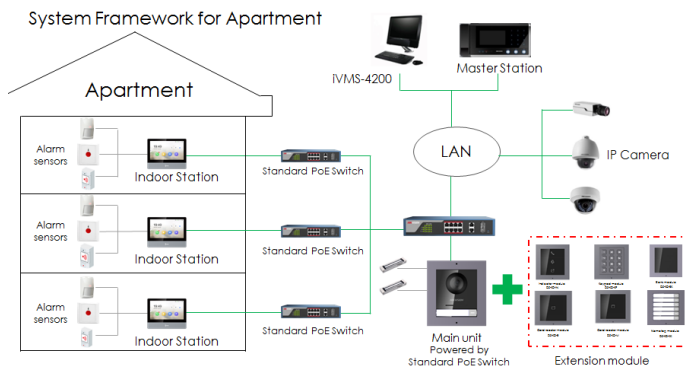 System Framework for Apartment
iVMS-4200
Master Station
Apartment
LAN
IP Camera
Alarm
sensors
Indoor Station
Standard PoE Switch
Alarm
sensors
Indoor Station
Standard PoE Switch
Alarm
sensors
Indoor Station
Standard PoE Switch
Main unit
Powered by
Standard PoE Switch
Extension module